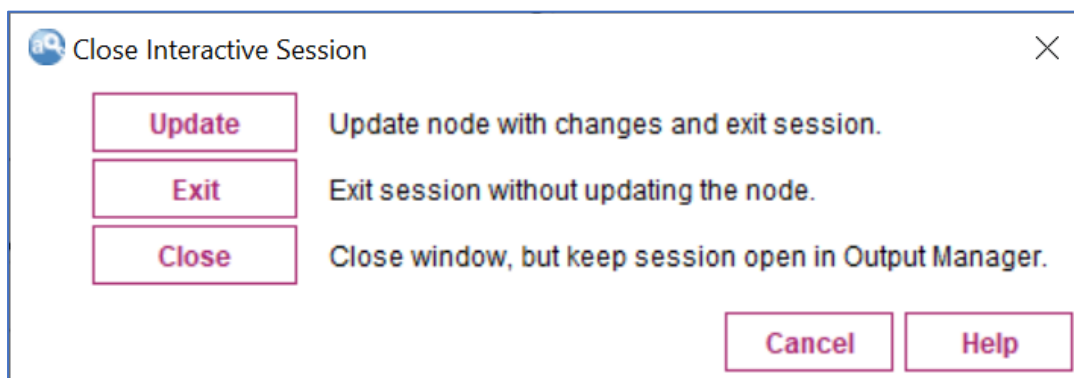 Close Interactive Session
Update Update node with changes and exit session.
Exit Exit session without updating the node.
Close Close window, but keep session open in Output Manager.
Cancel Help